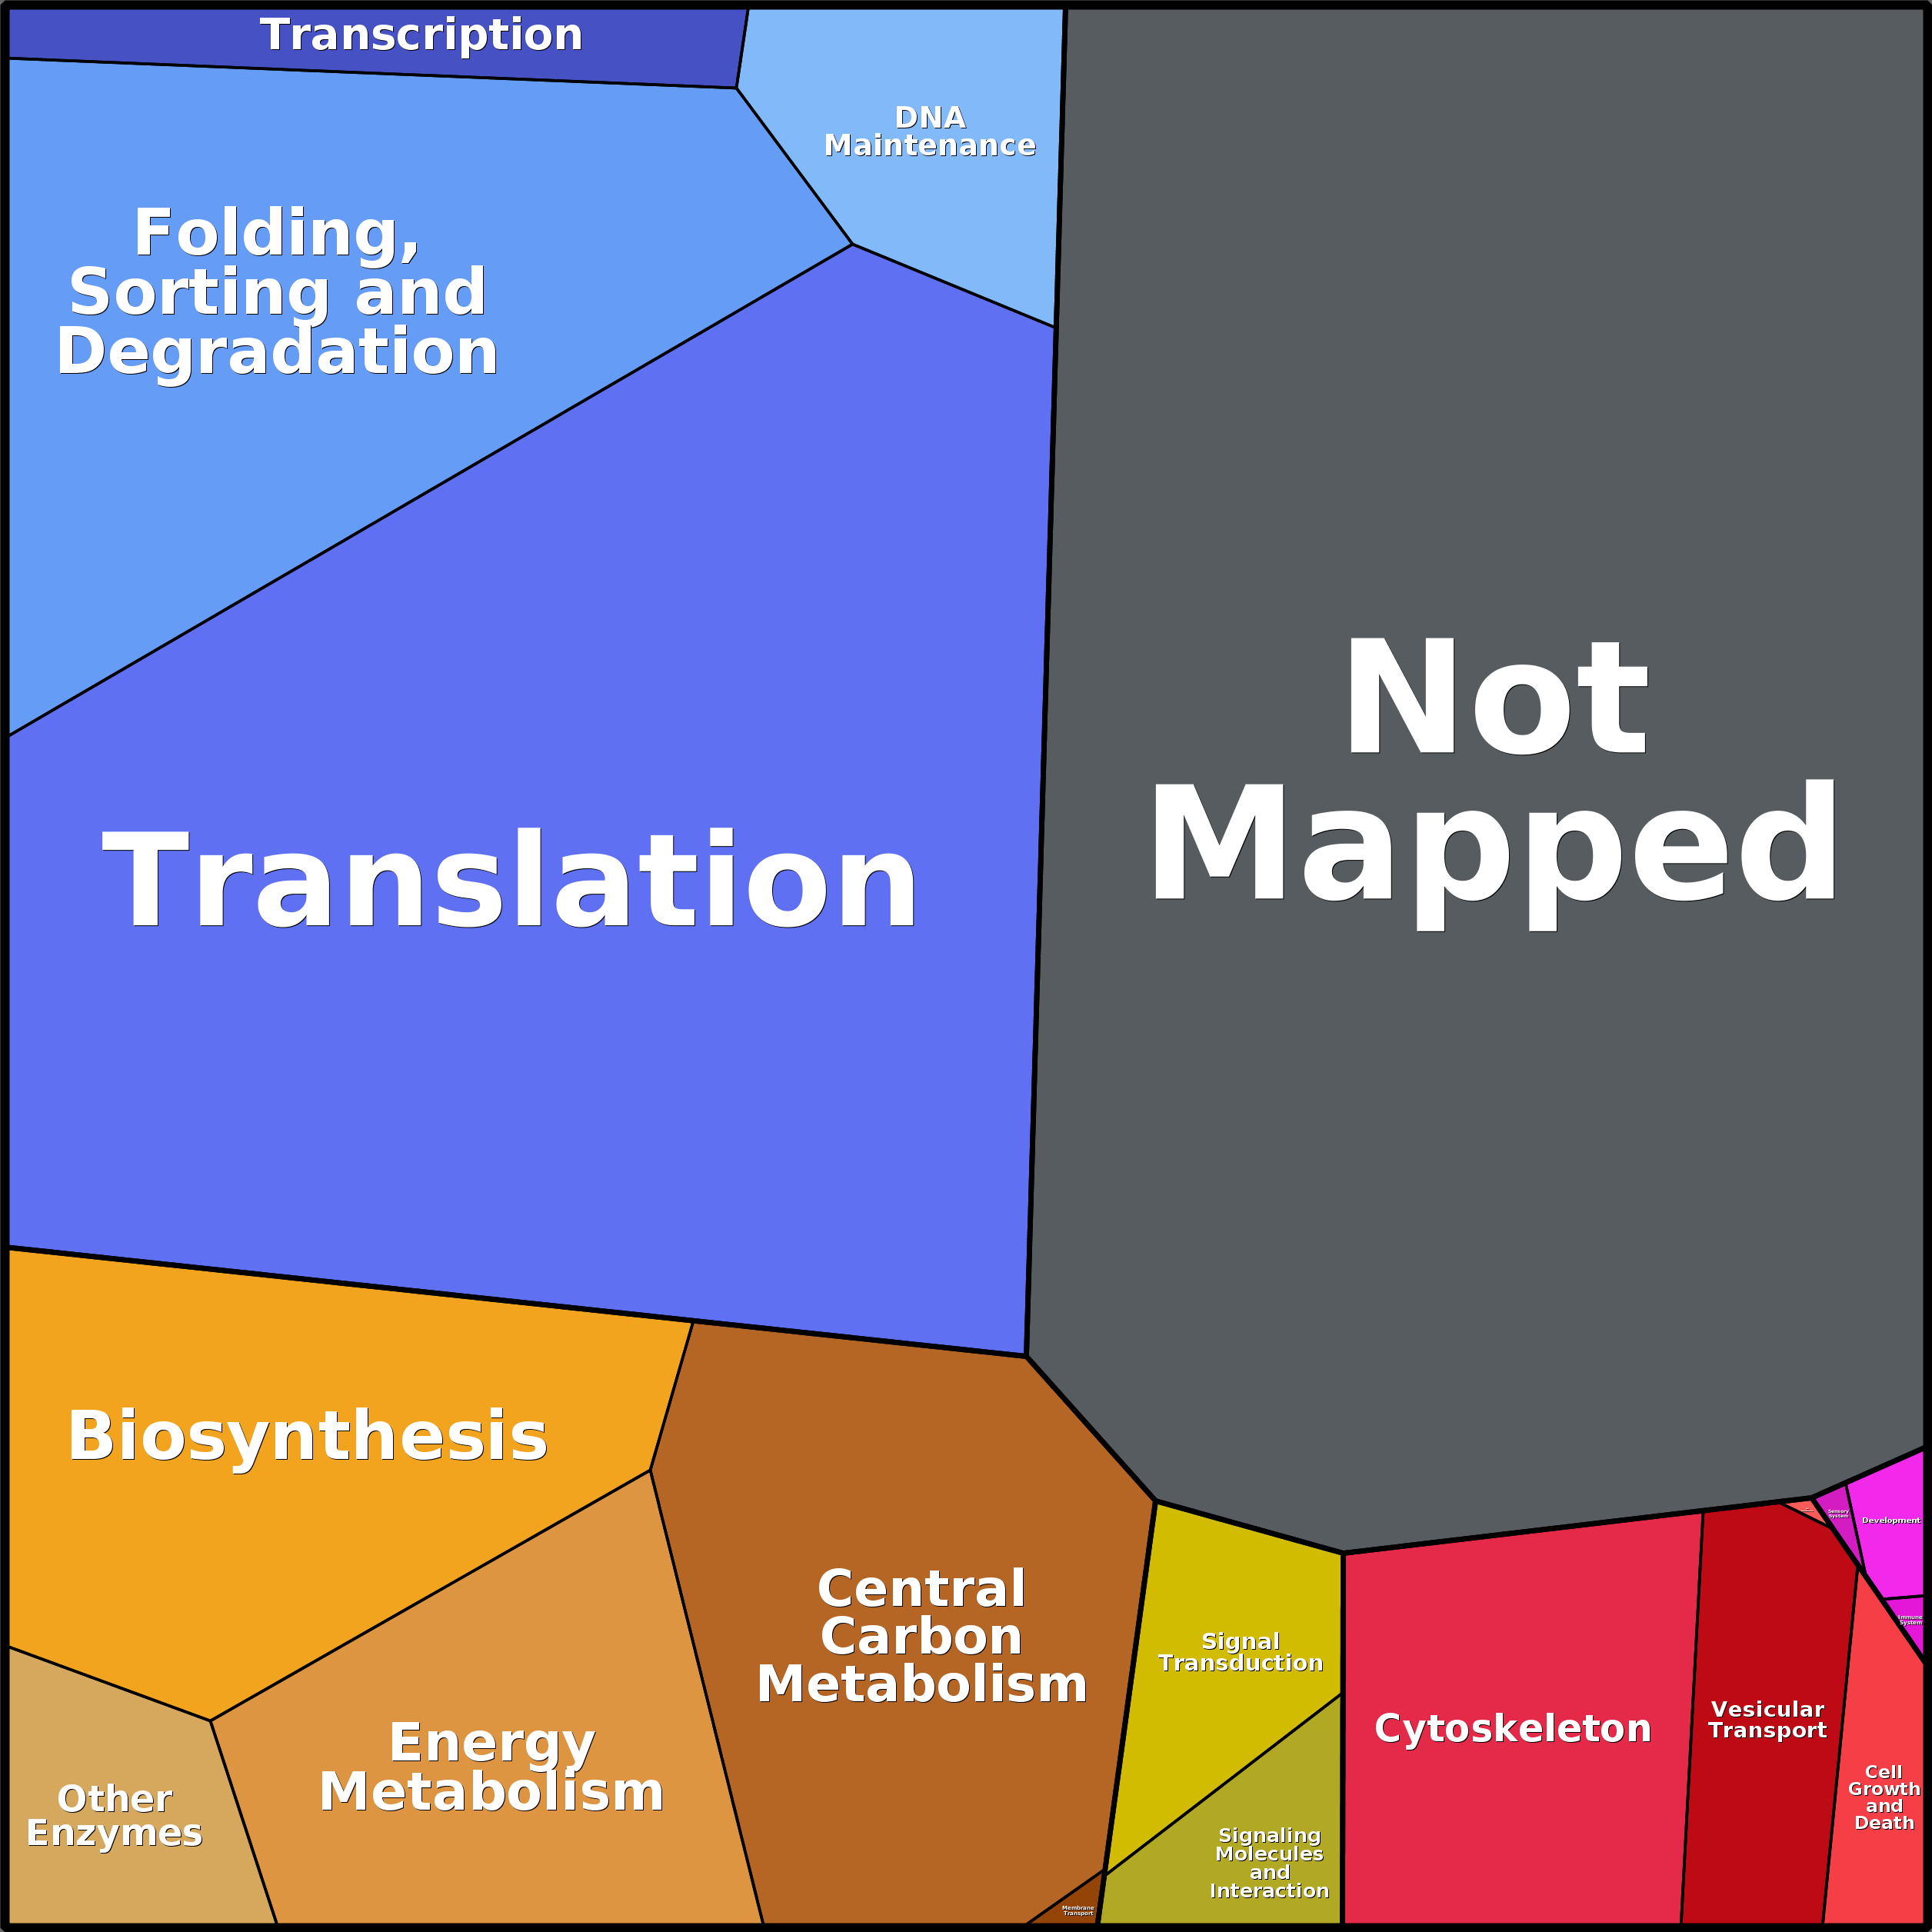 Transcription
DNA
Maintenance
Folding,
Sorting and
Degradation
Translation
Not
Mapped
Biosynthesis
Central
Carbon
Metabolism
Energy
Metabolism
Other
Enzymes
Membrane
Transport
Signal
Transduction
Signaling
Molecules
and
Interaction
Cytoskeleton
Vesicular
Transport
Cell
Growth
and
Death
Sensory
System
Development
Immune
System